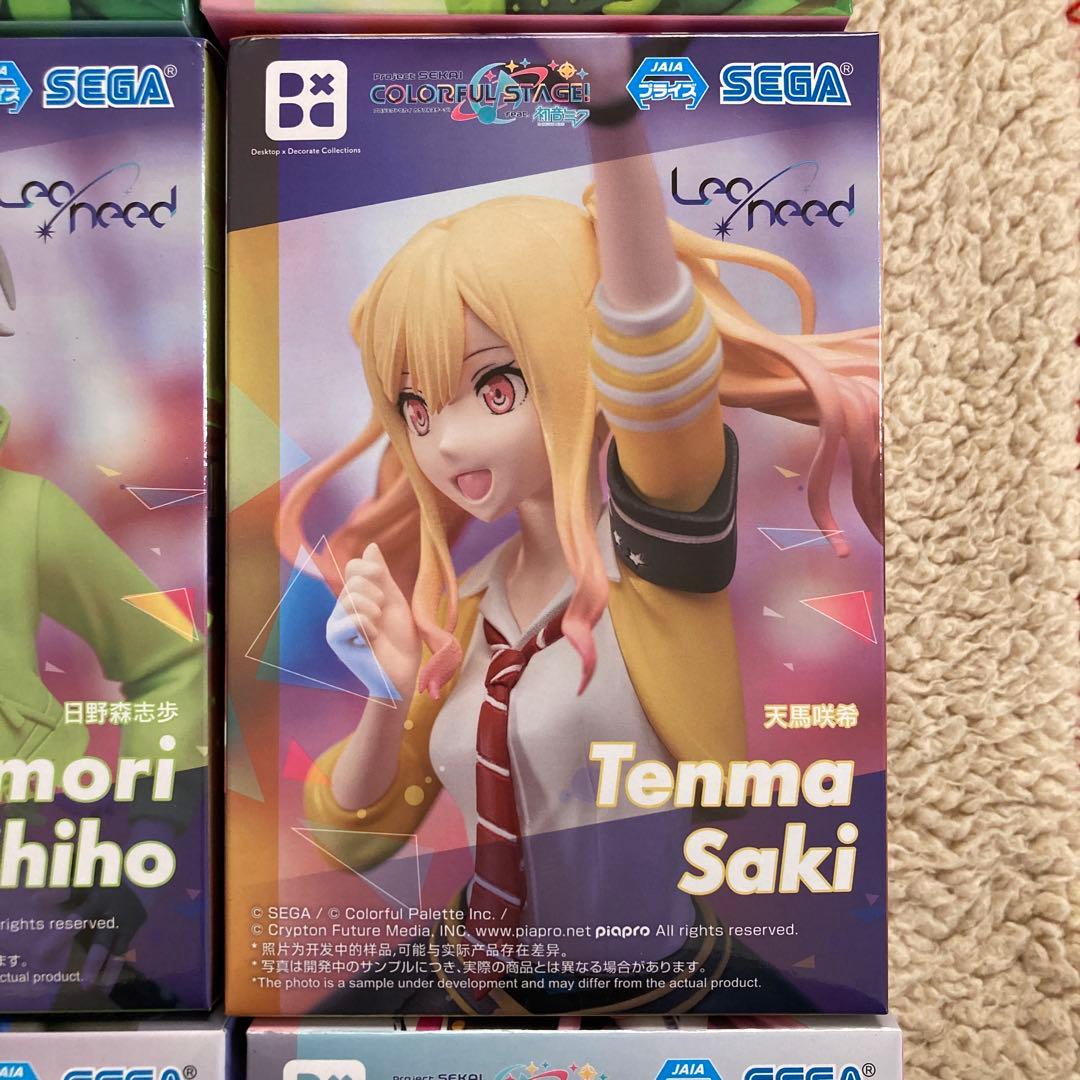 SEGA®
Desktop x Decorate Collections
Project SEKAI
COLORFUL STAGE!
feat. 初音ミク
JAIA
プライズ
SEGA®
Leo/need
Leo/need
日野森志歩
mori
hiho
rights reserved.
ます。
ctual product.
天馬咲希
Tenma
Saki
© SEGA / © Colorful Palette Inc. /
© Crypton Future Media, INC. www.piapro.net piapro All rights reserved.
* 照片为开发中的样品,可能与实际产品存在差异。
* 写真は開発中のサンプルにつき、実際の商品とは異なる場合があります。
*The photo is a sample under development and may differ from the actual product.
AIA
SEGA®
Project SEKAI
JAIA
SEGA®